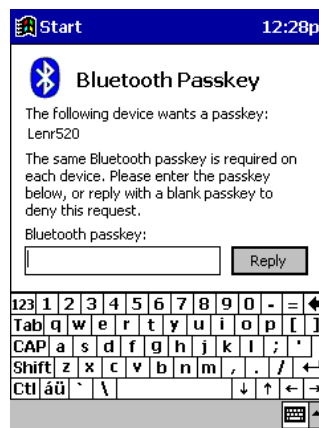 Start 12:28p
Bluetooth Passkey
The following device wants a passkey:
Lenr520
The same Bluetooth passkey is required on
each device. Please enter the passkey
below, or reply with a blank passkey to
deny this request.
Bluetooth passkey:
Reply
123 1 2 3 4 5 6 7 8 9 0 - = 
Tab q w e r t y u i o p [ ]
CAP a s d f g h j k l ; '
Shift z x c v b n m , . / ↵
Ctl áü ` \ ↓ ↑ ← →